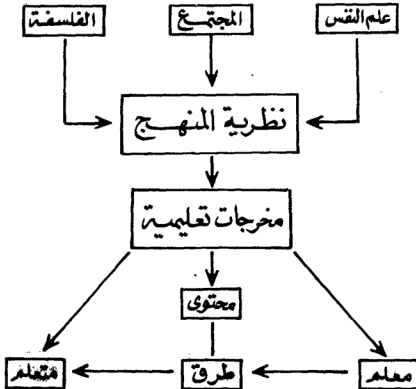 علم النفس
المجتمع
الفلسفة
نظرية المنهج
مخرجات تعليمية
محتوى
معلم
طرق
متعلم